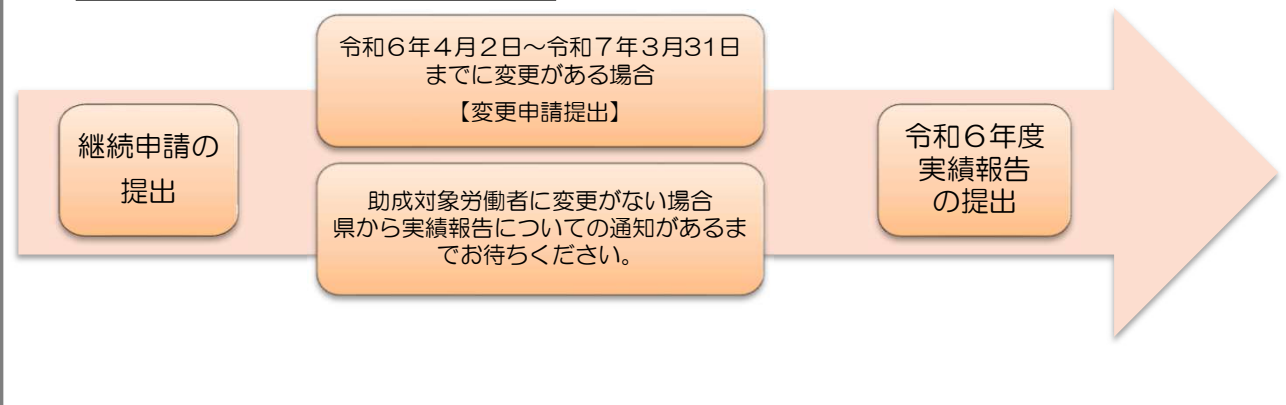 継続申請の
提出
令和６年４月２日～令和７年３月31日
までに変更がある場合
【変更申請提出】
助成対象労働者に変更がない場合
県から実績報告についての通知があるま
でお待ちください。
令和６年度
実績報告
の提出